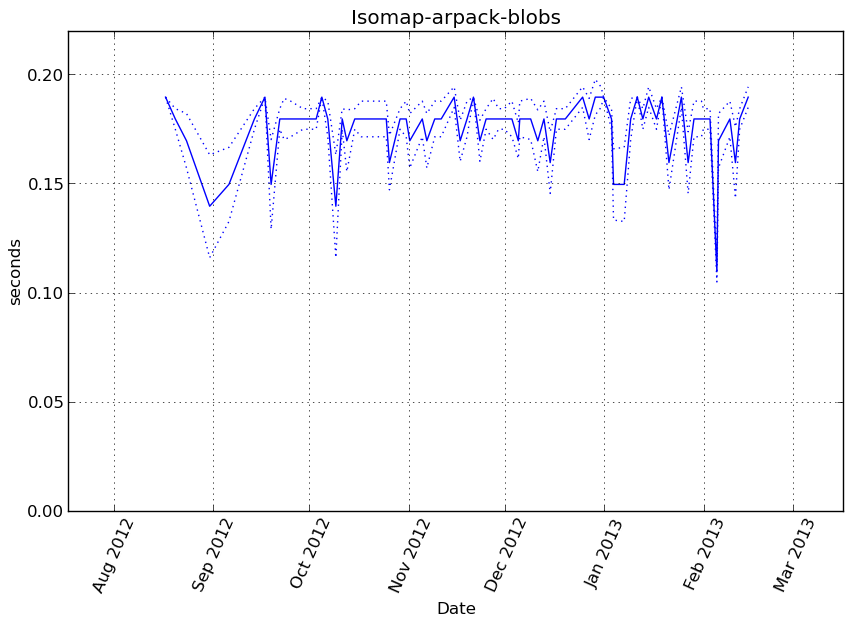 Isomap-arpack-blobs
0.20
0.15
0.10
0.05
0.00
seconds
Aug 2012
Sep 2012
Oct 2012
Nov 2012
Dec 2012
Jan 2013
Feb 2013
Mar 2013
Date